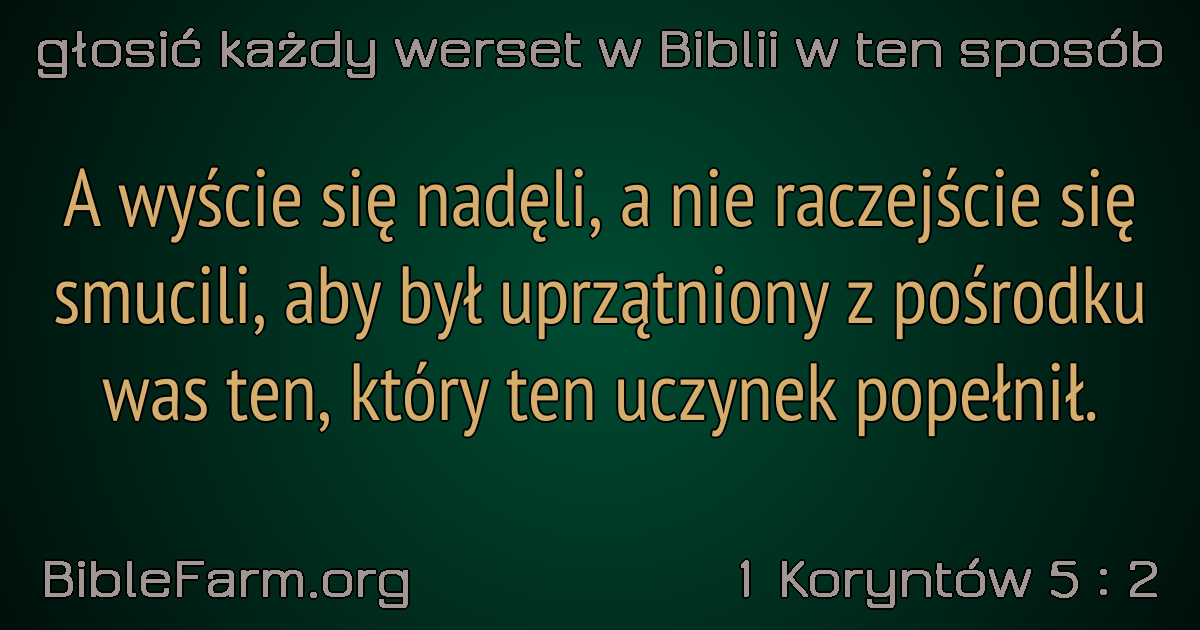 głosić każdy werset w Biblii w ten sposób
A wyście się nadęli, a nie raczejście się
smucili, aby był uprzątniony z pośrodku
was ten, który ten uczynek popełnił.
BibleFarm.org
1 Koryntów 5 : 2